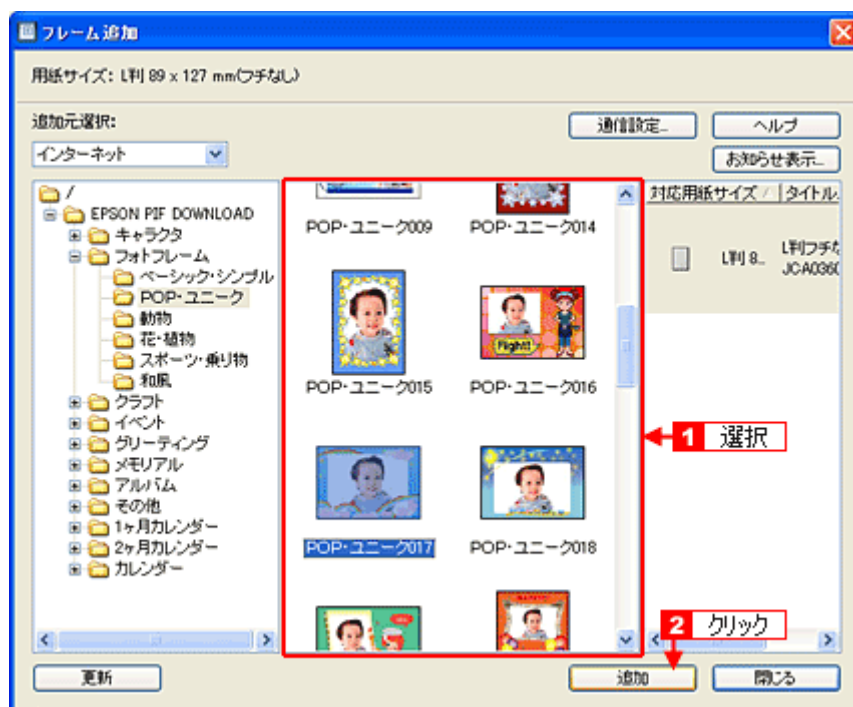 フレーム追加
用紙サイズ: L判 89 x 127 mm(フチなし)
追加元選択:
インターネット
通信設定...
ヘルプ
お知らせ表示...
/
EPSON PIF DOWNLOAD
キャラクタ
フォトフレーム
ベーシック・シンプル
POP・ユニーク
動物
花・植物
スポーツ・乗り物
和風
クラフト
イベント
グリーティング
メモリアル
アルバム
その他
1ヶ月カレンダー
2ヶ月カレンダー
カレンダー
POP・ユニーク009
POP・ユニーク014
POP・ユニーク015
Flight!!
POP・ユニーク016
POP・ユニーク017
POP・ユニーク018
対応用紙サイズ タイトル
L判 8...
L判フチな
JCA0360
1 選択
2 クリック
更新
追加
閉じる